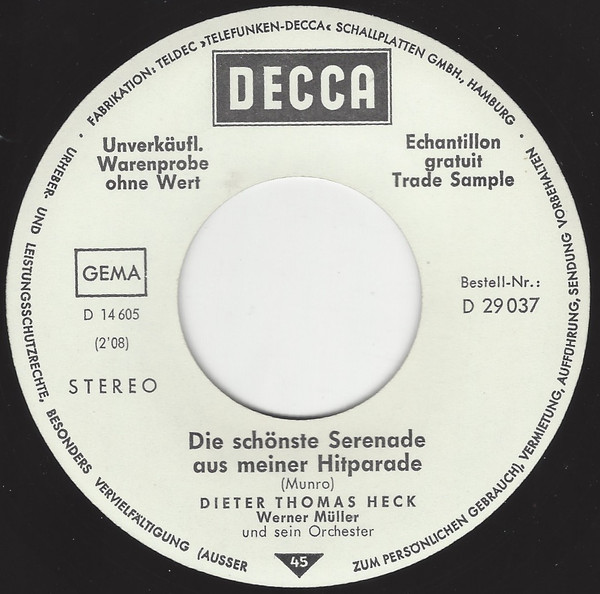 • FABRIKATION: TELDEC ›TELEFUNKEN-DECCA‹ SCHALLPLATTEN GMBH., HAMBURG •
DECCA
Unverkäufl.
Warenprobe
ohne Wert
Echantillon
gratuit
Trade Sample
GEMA
D 14 605
(2'08)
STEREO
Bestell-Nr.:
D 29 037
Die schönste Serenade
aus meiner Hitparade
(Munro)
DIETER THOMAS HECK
Werner Müller
und sein Orchester
45
URHEBER- UND LEISTUNGSSCHUTZRECHTE, BESONDERS VERVIELFÄLTIGUNG (AUSSER ZUM PERSÖNLICHEN GEBRAUCH), VERMIETUNG, AUFFÜHRUNG, SENDUNG VORBEHALTEN